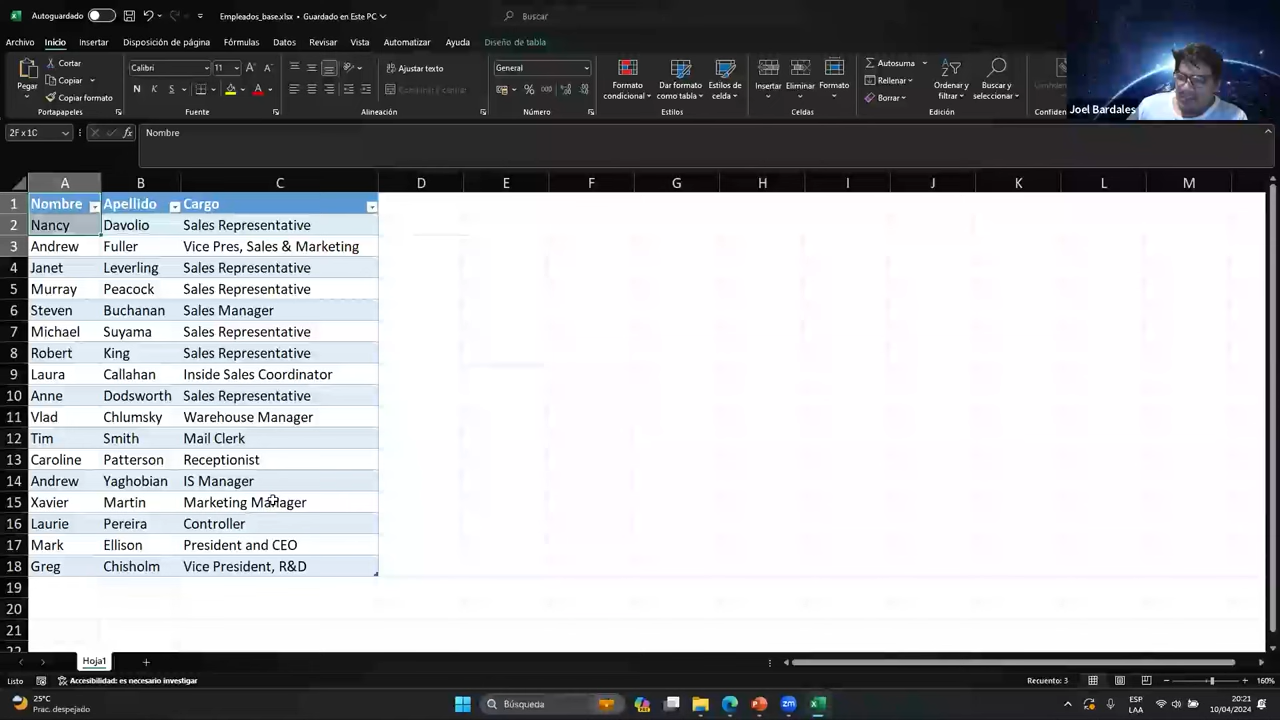 Autoguardado Empleados_base.xlsx • Guardado en Este PC Buscar
Archivo Inicio Insertar Disposición de página Fórmulas Datos Revisar Vista Automatizar Ayuda Diseño de tabla
Pegar Cortar Copiar Copiar formato Portapapeles
Calibri 11 N K S Fuente
Ajustar texto Alineación
General % 000 Número
Formato condicional Dar formato como tabla Estilos de celda Estilos
Insertar Eliminar Formato Celdas
Autosuma Rellenar Borrar Ordenar y filtrar Buscar y seleccionar Edición
Joel Bardales
2F x 1C fx Nombre
A B C D E F G H I J K L M
1 Nombre Apellido Cargo
2 Nancy Davolio Sales Representative
3 Andrew Fuller Vice Pres, Sales & Marketing
4 Janet Leverling Sales Representative
5 Murray Peacock Sales Representative
6 Steven Buchanan Sales Manager
7 Michael Suyama Sales Representative
8 Robert King Sales Representative
9 Laura Callahan Inside Sales Coordinator
10 Anne Dodsworth Sales Representative
11 Vlad Chlumsky Warehouse Manager
12 Tim Smith Mail Clerk
13 Caroline Patterson Receptionist
14 Andrew Yaghobian IS Manager
15 Xavier Martin Marketing Manager
16 Laurie Pereira Controller
17 Mark Ellison President and CEO
18 Greg Chisholm Vice President, R&D
19
20
21
22
Hoja1
Listo Accesibilidad: es necesario investigar Recuento: 3 160%
25°C
Prac. despejado
Búsqueda
ESP
LAA
20:21
10/04/2024